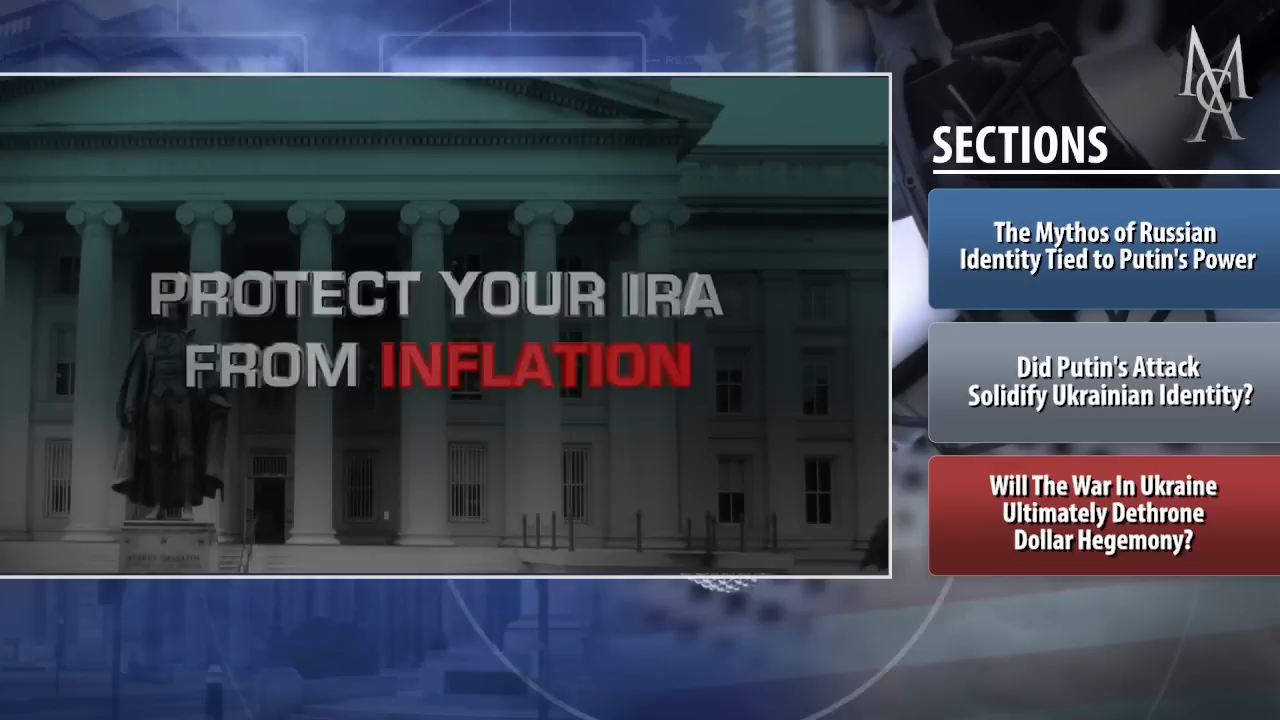 PROTECT YOUR IRA
FROM INFLATION
MCA
SECTIONS
The Mythos of Russian
Identity Tied to Putin's Power
Did Putin's Attack
Solidify Ukrainian Identity?
Will The War In Ukraine
Ultimately Dethrone
Dollar Hegemony?